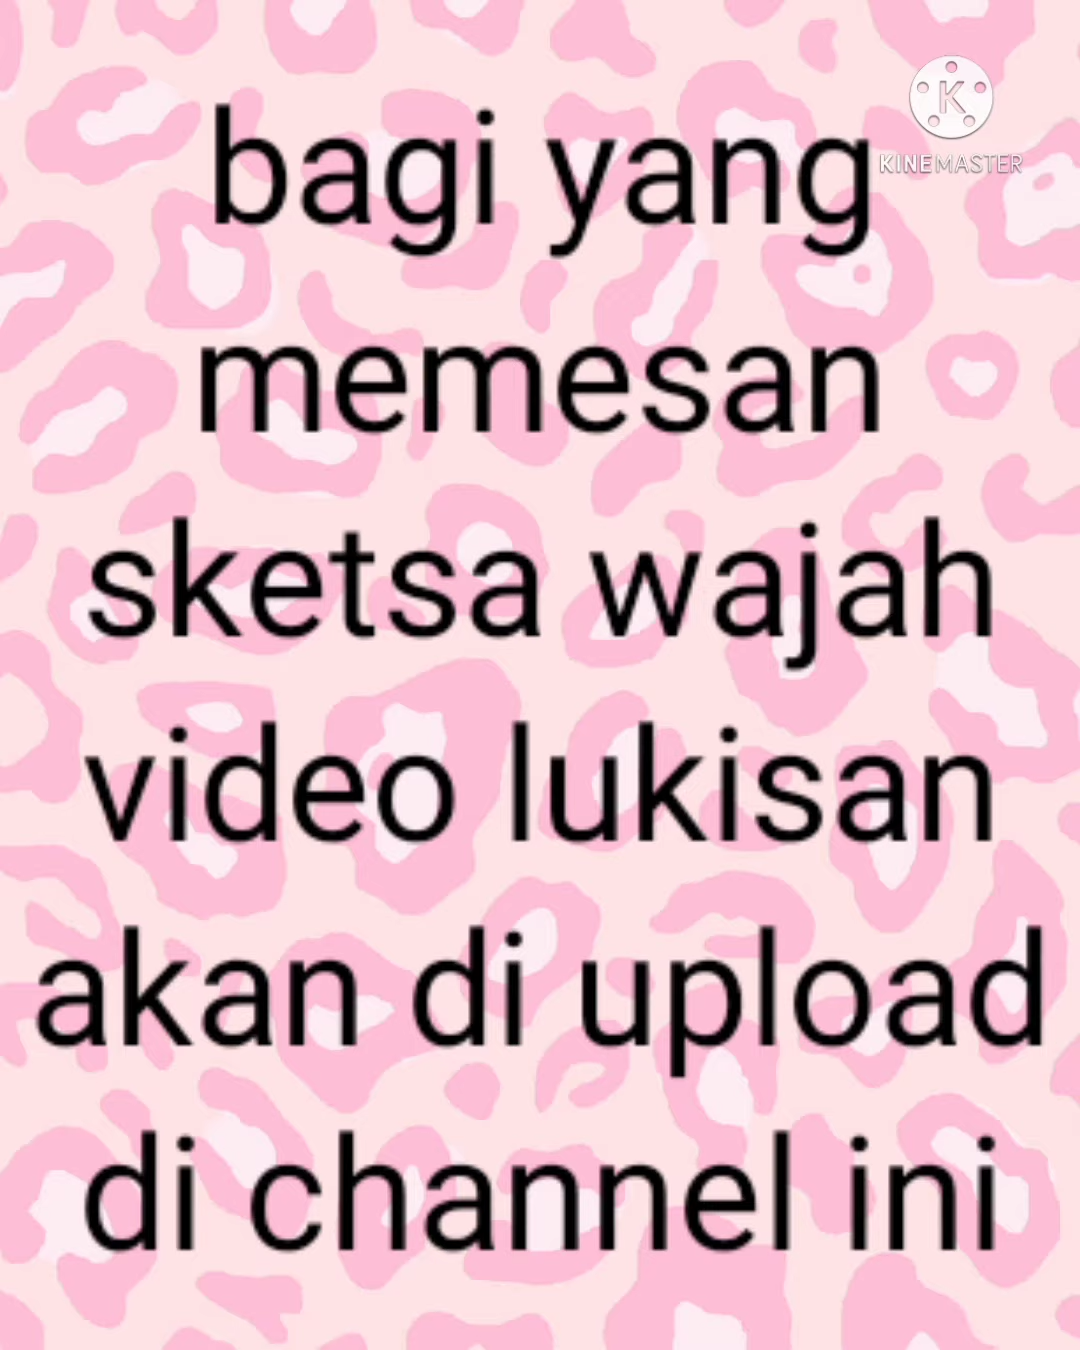 bagi yang
KINEMASTER
memesan
sketsa wajah
video lukisan
akan di upload
di channel ini